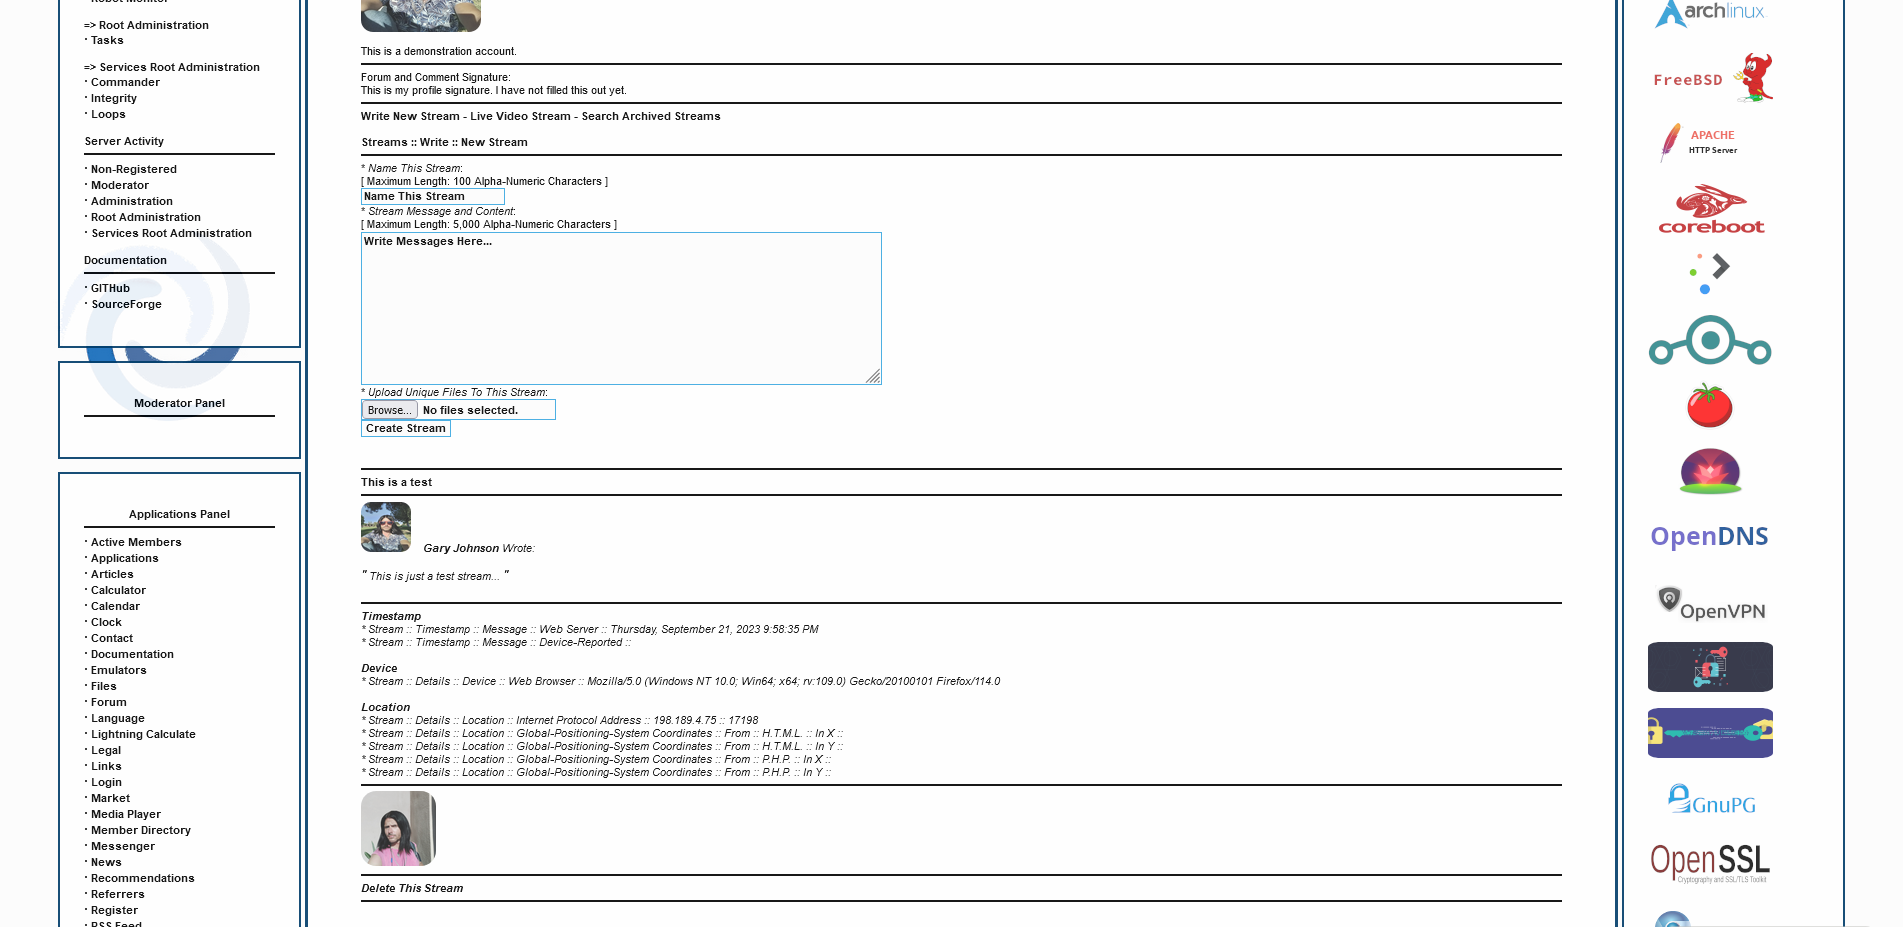 => Root Administration
· Tasks
=> Services Root Administration
· Commander
· Integrity
· Loops
Server Activity
· Non-Registered
· Moderator
· Administration
· Root Administration
· Services Root Administration
Documentation
· GITHub
· SourceForge
Moderator Panel
Applications Panel
· Active Members
· Applications
· Articles
· Calculator
· Calendar
· Clock
· Contact
· Documentation
· Emulators
· Files
· Forum
· Language
· Lightning Calculate
· Legal
· Links
· Login
· Market
· Media Player
· Member Directory
· Messenger
· News
· Recommendations
· Referrers
· Register
· RSS Feed
This is a demonstration account.
Forum and Comment Signature:
This is my profile signature. I have not filled this out yet.
Write New Stream - Live Video Stream - Search Archived Streams
Streams :: Write :: New Stream
* Name This Stream:
[ Maximum Length: 100 Alpha-Numeric Characters ]
Name This Stream
* Stream Message and Content:
[ Maximum Length: 5,000 Alpha-Numeric Characters ]
Write Messages Here...
* Upload Unique Files To This Stream:
Browse... No files selected.
Create Stream
This is a test
Gary Johnson Wrote:
" This is just a test stream... "
Timestamp
* Stream :: Timestamp :: Message :: Web Server :: Thursday, September 21, 2023 9:58:35 PM
* Stream :: Timestamp :: Message :: Device-Reported ::
Device
* Stream :: Details :: Device :: Web Browser :: Mozilla/5.0 (Windows NT 10.0; Win64; x64; rv:109.0) Gecko/20100101 Firefox/114.0
Location
* Stream :: Details :: Location :: Internet Protocol Address :: 198.189.4.75 :: 17198
* Stream :: Details :: Location :: Global-Positioning-System Coordinates :: From :: H.T.M.L. :: In X ::
* Stream :: Details :: Location :: Global-Positioning-System Coordinates :: From :: H.T.M.L. :: In Y ::
* Stream :: Details :: Location :: Global-Positioning-System Coordinates :: From :: P.H.P. :: In X ::
* Stream :: Details :: Location :: Global-Positioning-System Coordinates :: From :: P.H.P. :: In Y ::
Delete This Stream
archlinux
FreeBSD
APACHE
HTTP Server
coreboot
OpenDNS
OpenVPN
GnuPG
OpenSSL
Cryptography and SSL/TLS Toolkit